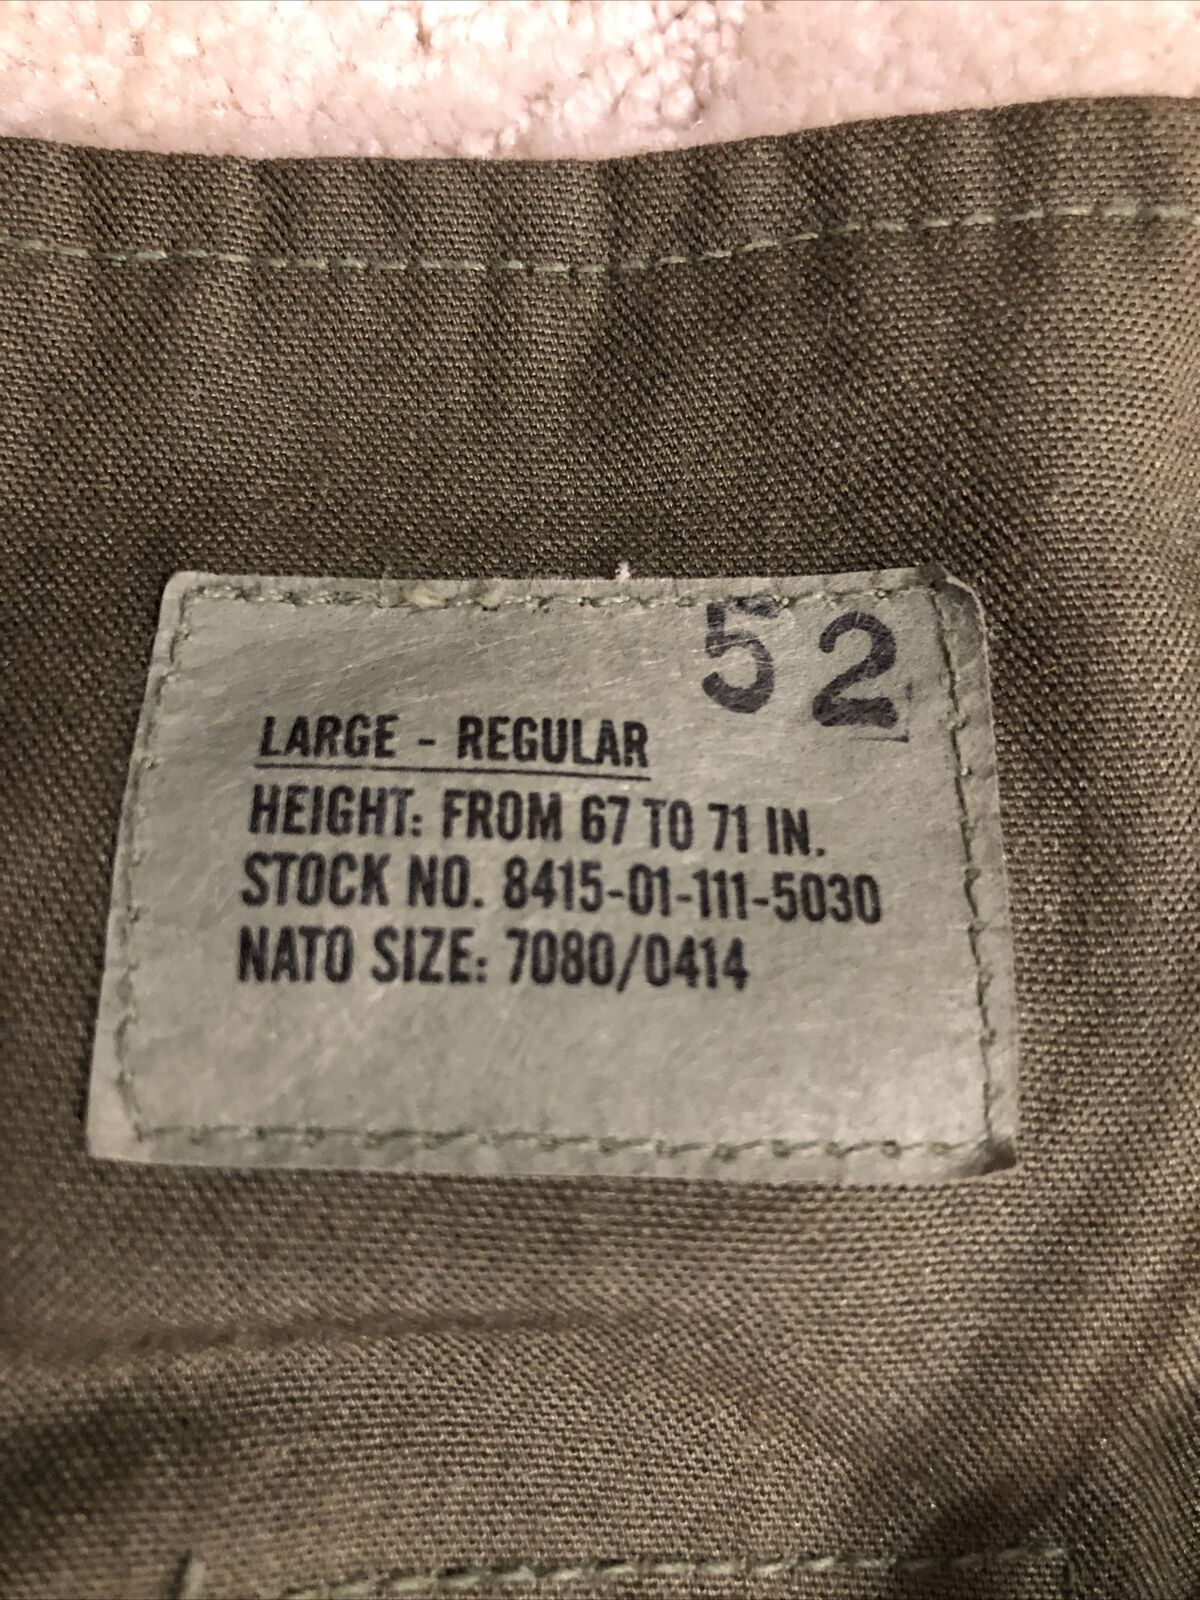 52
LARGE - REGULAR
HEIGHT: FROM 67 TO 71 IN.
STOCK NO. 8415-01-111-5030
NATO SIZE: 7080/0414